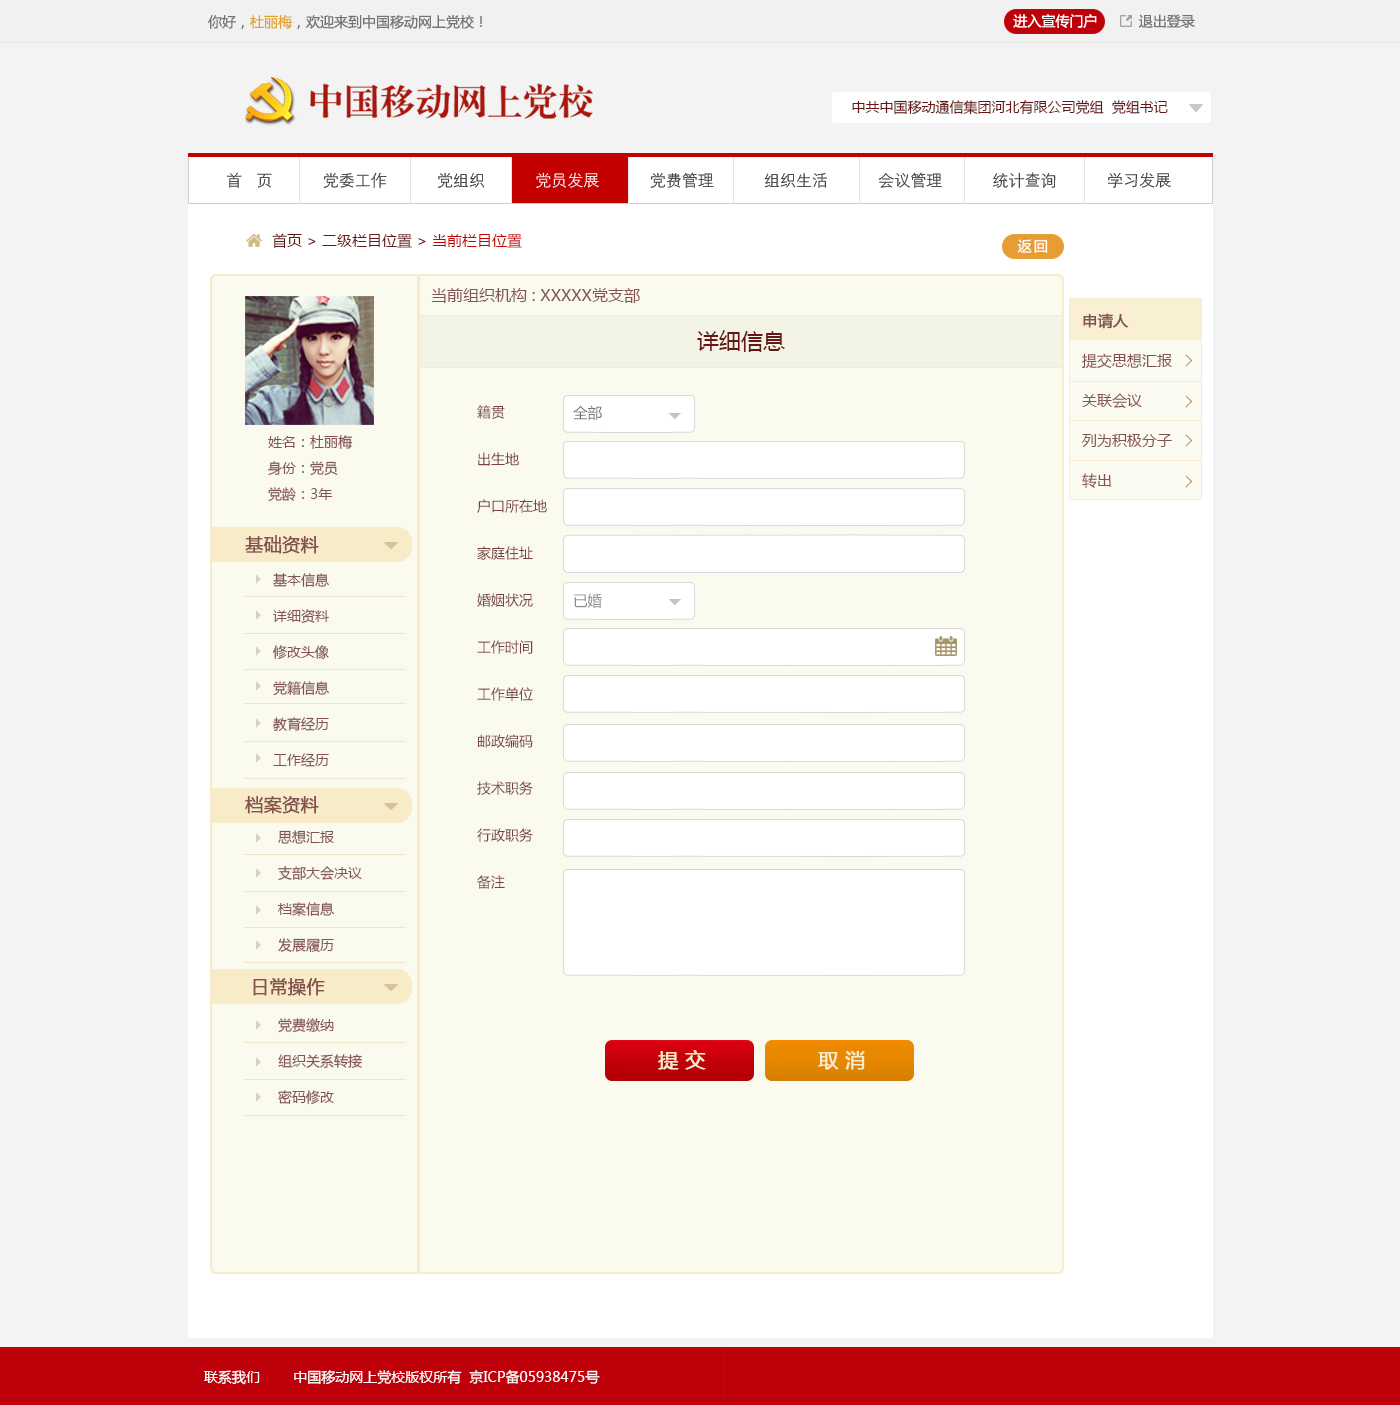 你好，杜丽梅，欢迎来到中国移动网上党校！
进入宣传门户 退出登录
中国移动网上党校
中共中国移动通信集团河北有限公司党组 党组书记
首 页 党委工作 党组织 党员发展 党费管理 组织生活 会议管理 统计查询 学习发展
首页 > 二级栏目位置 > 当前栏目位置
返回
姓名：杜丽梅
身份：党员
党龄：3年
基础资料
基本信息
详细资料
修改头像
党籍信息
教育经历
工作经历
档案资料
思想汇报
支部大会决议
档案信息
发展履历
日常操作
党费缴纳
组织关系转接
密码修改
当前组织机构：XXXXX党支部
详细信息
籍贯 全部
出生地
户口所在地
家庭住址
婚姻状况 已婚
工作时间
工作单位
邮政编码
技术职务
行政职务
备注
提 交 取 消
申请人
提交思想汇报
关联会议
列为积极分子
转出
联系我们 中国移动网上党校版权所有 京ICP备05938475号